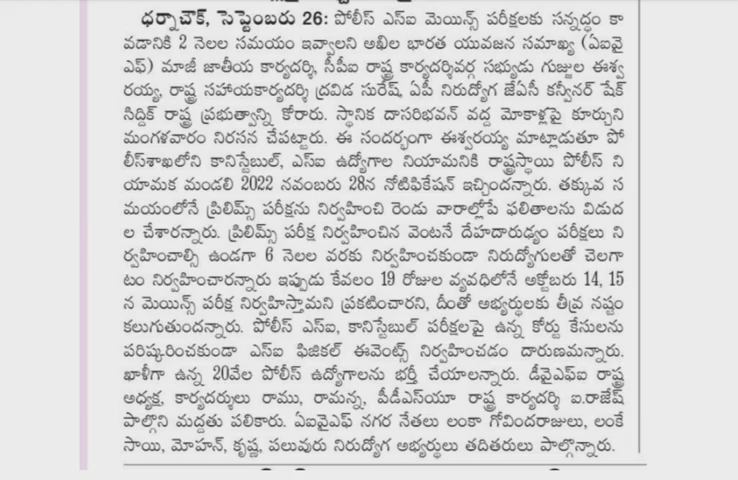 ధర్నాచౌక్, సెప్టెంబరు 26: పోలీస్ ఎస్ఐ మెయిన్స్ పరీక్షలకు సన్నద్ధం కా
వడానికి 2 నెలల సమయం ఇవ్వాలని అఖిల భారత యువజన సమాఖ్య (ఏఐవై
ఎఫ్) మాజీ జాతీయ కార్యదర్శి, సీపీఐ రాష్ట్ర కార్యదర్శివర్గ సభ్యుడు గుజ్జుల ఈశ్వ
రయ్య, రాష్ట్ర సహాయకార్యదర్శి ద్రవిడ సురేష్, ఏపీ నిరుద్యోగ జేఏసీ కన్వీనర్ షేక్
సిద్దిక్ రాష్ట్ర ప్రభుత్వాన్ని కోరారు. స్థానిక దాసరిభవన్ వద్ద మోకాళ్లపై కూర్చుని
మంగళవారం నిరసన చేపట్టారు. ఈ సందర్భంగా ఈశ్వరయ్య మాట్లాడుతూ పో
లీస్‌శాఖలోని కానిస్టేబుల్, ఎస్ఐ ఉద్యోగాల నియామనికి రాష్ట్రస్థాయి పోలీస్ ని
యామక మండలి 2022 నవంబరు 28న నోటిఫికేషన్ ఇచ్చిందన్నారు. తక్కువ స
మయంలోనే ప్రిలిమ్స్ పరీక్షను నిర్వహించి రెండు వారాల్లోపే ఫలితాలను విడుద
ల చేశారన్నారు. ప్రిలిమ్స్ పరీక్ష నిర్వహించిన వెంటనే దేహదారుఢ్యం పరీక్షలు ని
ర్వహించాల్సి ఉండగా 6 నెలల వరకు నిర్వహించకుండా నిరుద్యోగులతో చెలగా
టం నిర్వహించారన్నారు ఇప్పుడు కేవలం 19 రోజుల వ్యవధిలోనే అక్టోబరు 14, 15
న మెయిన్స్ పరీక్ష నిర్వహిస్తామని ప్రకటించారని, దీంతో అభ్యర్థులకు తీవ్ర నష్టం
కలుగుతుందన్నారు. పోలీస్ ఎస్ఐ, కానిస్టేబుల్ పరీక్షలపై ఉన్న కోర్టు కేసులను
పరిష్కరించకుండా ఎస్ఐ ఫిజికల్ ఈవెంట్స్ నిర్వహించడం దారుణమన్నారు.
ఖాళీగా ఉన్న 20వేల పోలీస్ ఉద్యోగాలను భర్తీ చేయాలన్నారు. డీవైఎఫ్ఐ రాష్ట్ర
అధ్యక్ష, కార్యదర్శులు రాము, రామన్న, పీడీఎస్‌యూ రాష్ట్ర కార్యదర్శి ఐ.రాజేష్
పాల్గొని మద్దతు పలికారు. ఏఐవైఎఫ్ నగర నేతలు లంకా గోవిందరాజులు, లంకే
సాయి, మోహన్, కృష్ణ, పలువురు నిరుద్యోగ అభ్యర్థులు తదితరులు పాల్గొన్నారు.